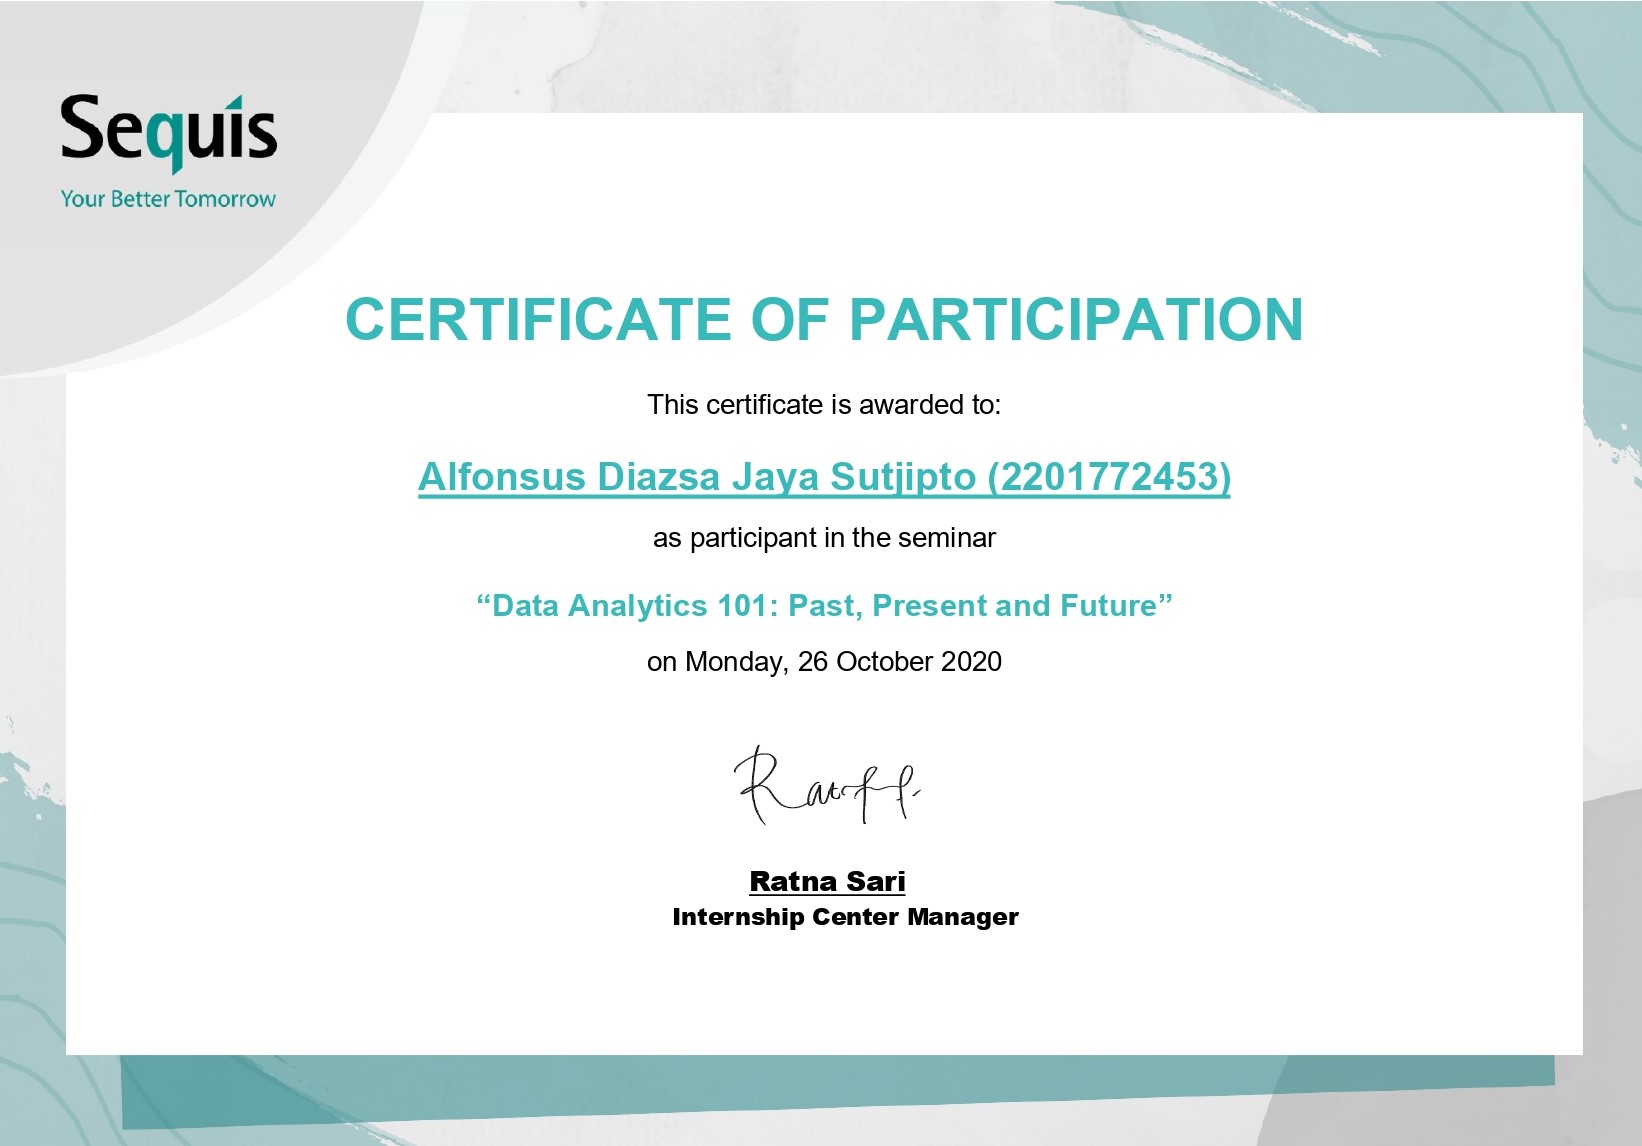 Sequis
Your Better Tomorrow
CERTIFICATE OF PARTICIPATION
This certificate is awarded to:
Alfonsus Diazsa Jaya Sutjipto (2201772453)
as participant in the seminar
“Data Analytics 101: Past, Present and Future”
on Monday, 26 October 2020
Ratna Sari
Internship Center Manager